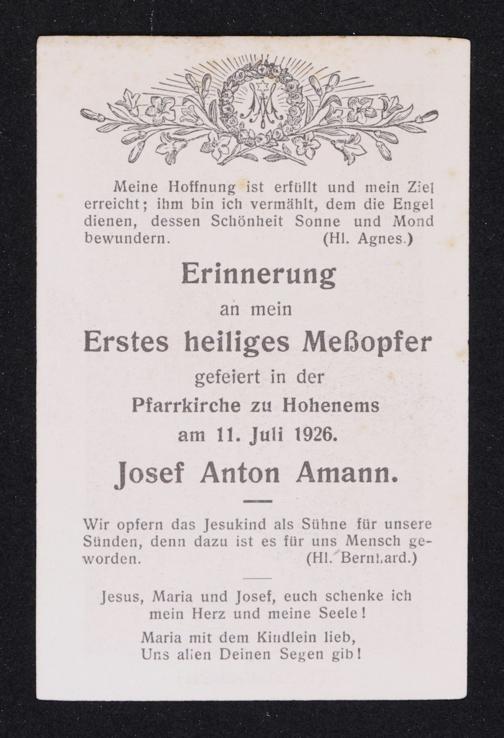 Meine Hoffnung ist erfüllt und mein Ziel
erreicht; ihm bin ich vermählt, dem die Engel
dienen, dessen Schönheit Sonne und Mond
bewundern. (Hl. Agnes.)
Erinnerung
an mein
Erstes heiliges Meßopfer
gefeiert in der
Pfarrkirche zu Hohenems
am 11. Juli 1926.
Josef Anton Amann.
Wir opfern das Jesukind als Sühne für unsere
Sünden, denn dazu ist es für uns Mensch ge-
worden. (Hl. Bernhard.)
Jesus, Maria und Josef, euch schenke ich
mein Herz und meine Seele!
Maria mit dem Kindlein lieb,
Uns allen Deinen Segen gib!